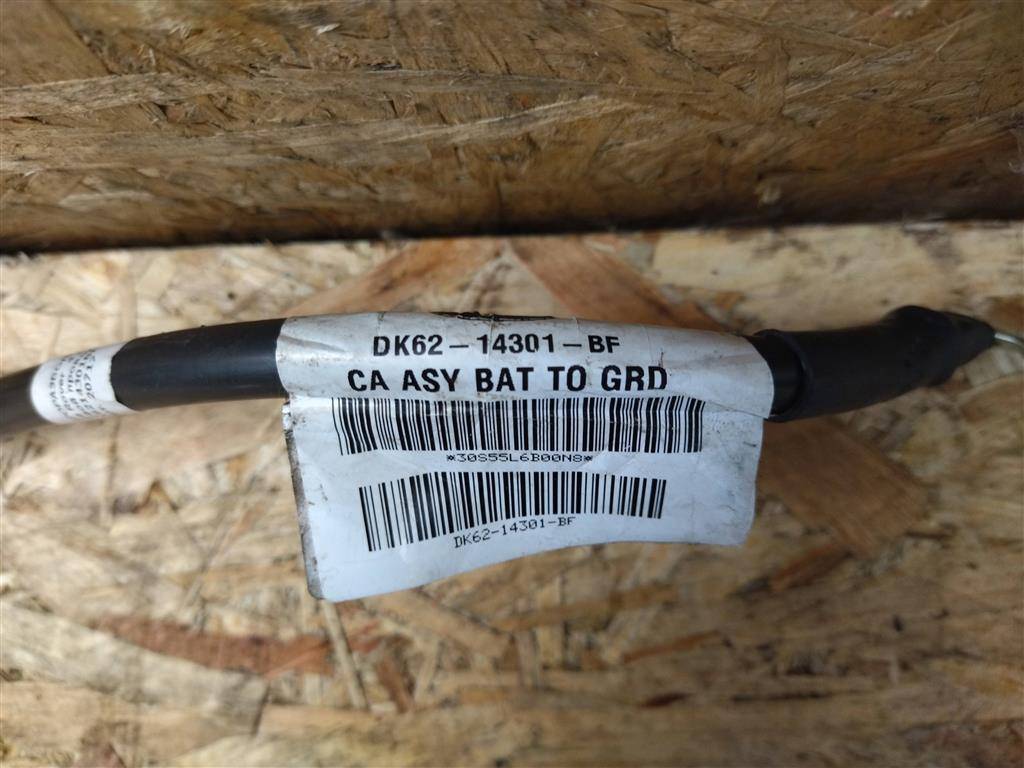 DK62-14301-BF
CA ASY BAT TO GRD
*30S55L6B00N8*
DK62-14301-BF